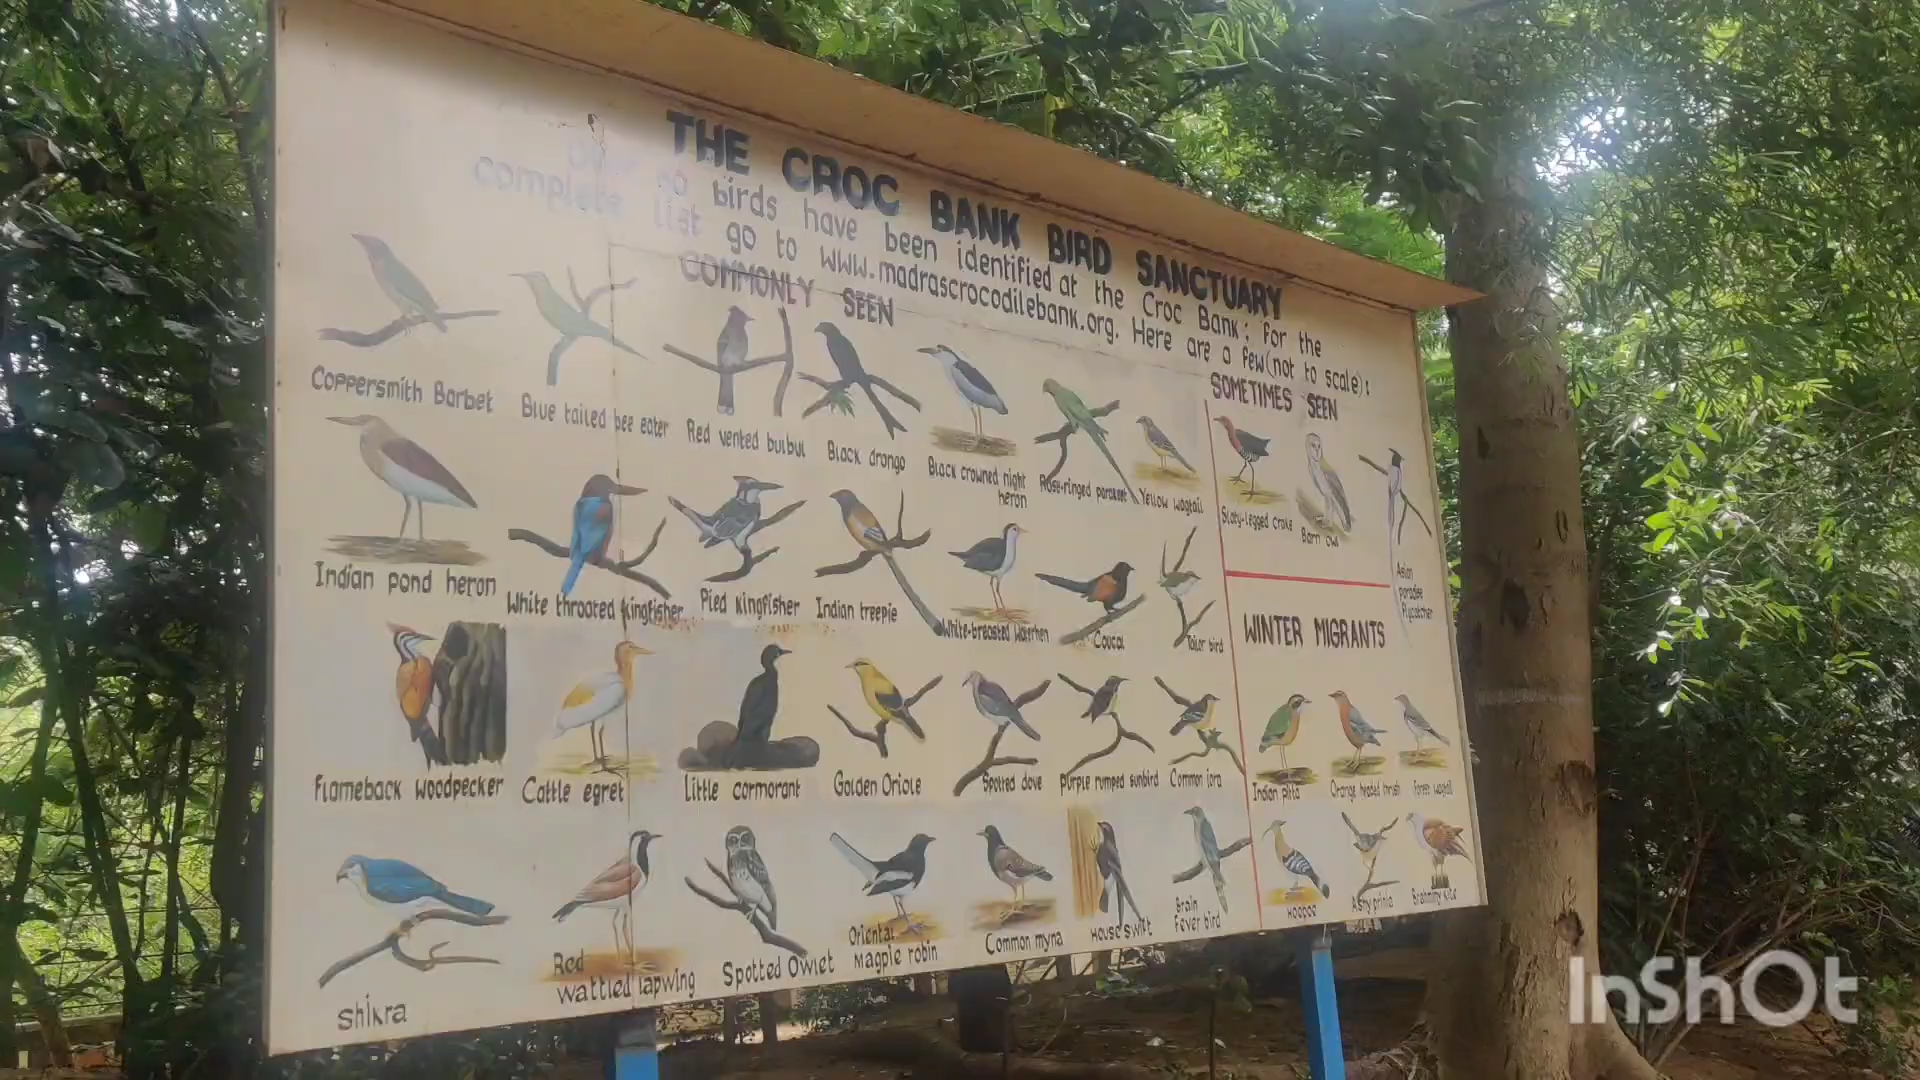 THE CROC BANK BIRD SANCTUARY
birds have been identified at the Croc Bank; for the
complete list go to www.madrascrocodilebank.org. Here are a few (not to scale):
COMMONLY SEEN
Coppersmith Barbet
Blue tailed bee eater
Red vented bulbul
Black drongo
Black crowned night
heron
Rose-ringed parakeet
Yellow wagtail
Indian pond heron
White throated kingfisher
Pied kingfisher
Indian treepie
White-breasted waterhen
Coucal
Tailor bird
Flameback woodpecker
Cattle egret
Little cormorant
Golden Oriole
Spotted dove
Purple rumped sunbird
Common iora
Shikra
Red
wattled lapwing
Spotted Owlet
Oriental
Magpie robin
Common myna
House swift
Brain
Fever bird
SOMETIMES SEEN
Slaty-legged crake
Barn owl
Asian
paradise
Flycatcher
WINTER MIGRANTS
Indian pitta
Orange headed thrush
Forest wagtail
Hoopoe
Ashy prinia
Brahminy kite
InShOt